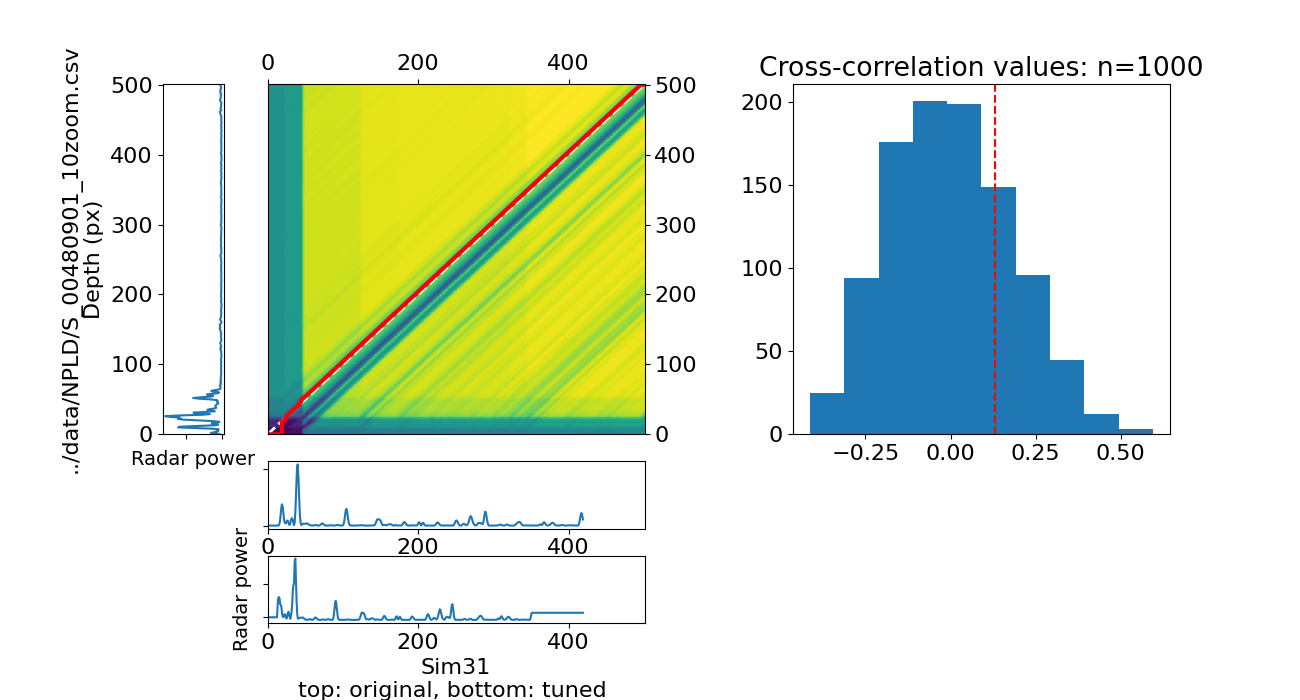 0 200 400
Cross-correlation values: n=1000
../data/NPLD/S_00480901_10zoom.csv
Depth (px)
500
400
300
200
100
0
500
400
300
200
100
0
200
150
100
50
0
−0.25 0.00 0.25 0.50
Radar power
0 200 400
Radar power
0 200 400
Sim31
top: original, bottom: tuned